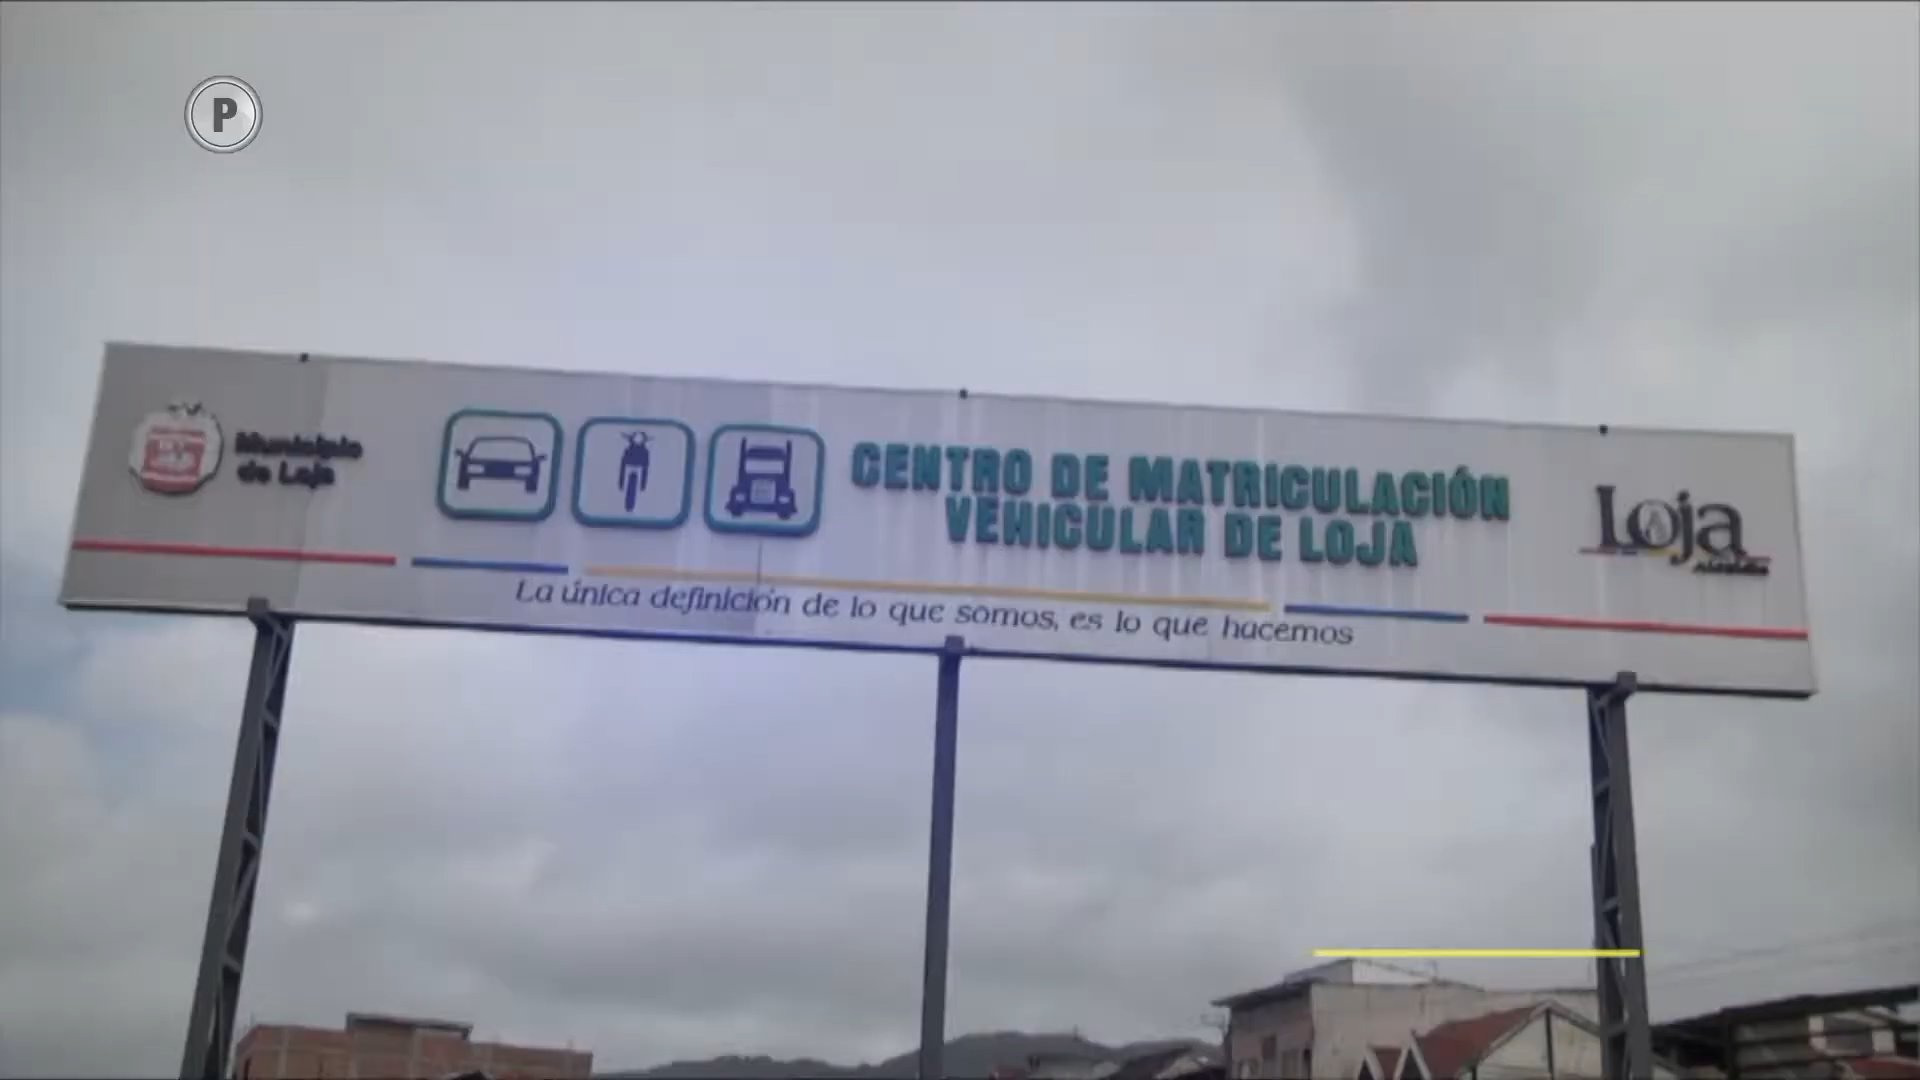 P
Municipio
de Loja
CENTRO DE MATRICULACIÓN
VEHICULAR DE LOJA
Loja
La única definición de lo que somos, es lo que hacemos